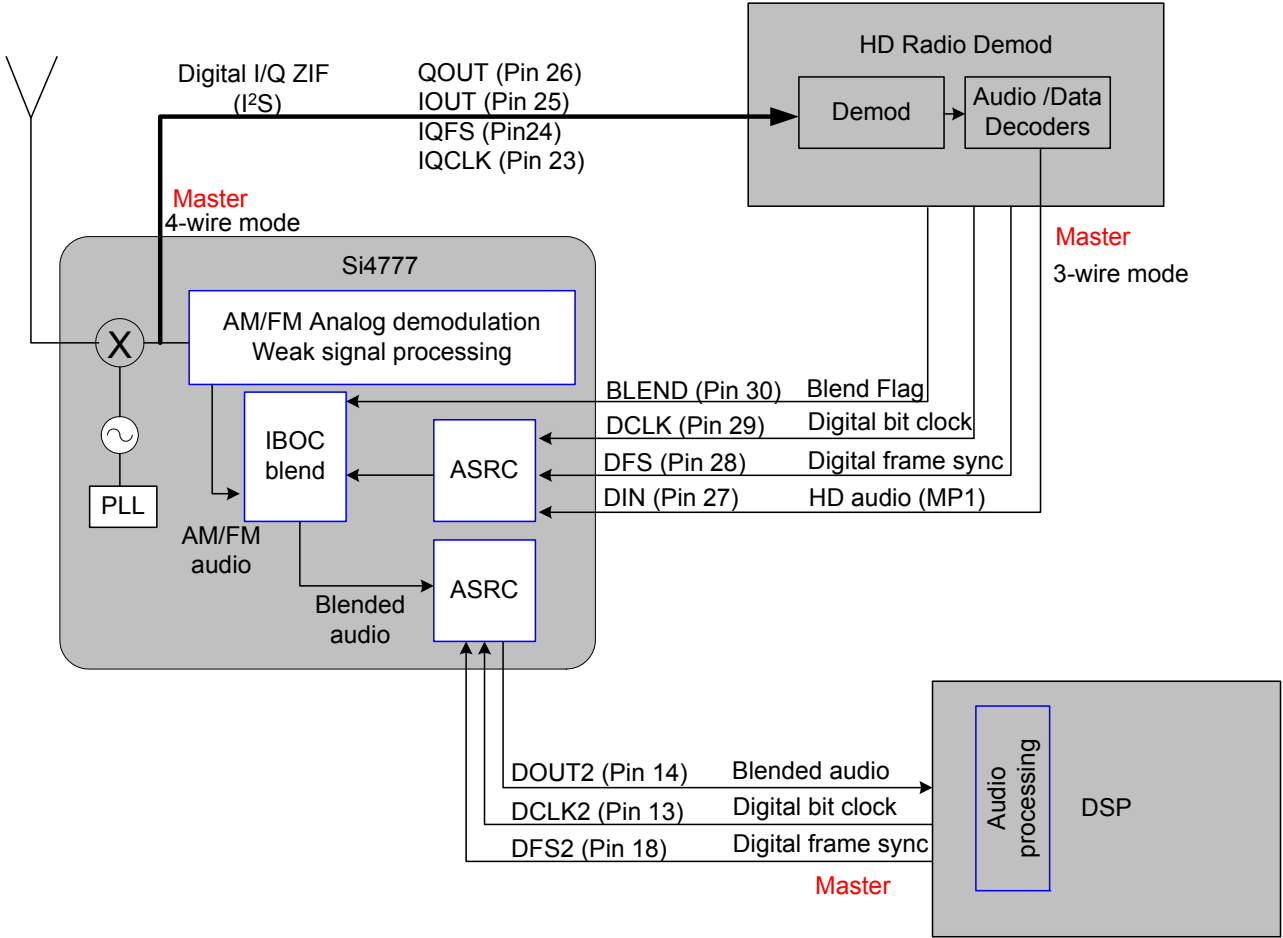 HD Radio Demod
Digital I/Q ZIF
(I²S)
QOUT (Pin 26)
IOUT (Pin 25)
IQFS (Pin24)
IQCLK (Pin 23)
Demod
Audio /Data
Decoders
Master
4-wire mode
Master
3-wire mode
Si4777
AM/FM Analog demodulation
Weak signal processing
X
PLL
IBOC
blend
ASRC
AM/FM
audio
BLEND (Pin 30) Blend Flag
DCLK (Pin 29) Digital bit clock
DFS (Pin 28) Digital frame sync
DIN (Pin 27) HD audio (MP1)
ASRC
Blended
audio
DOUT2 (Pin 14) Blended audio
DCLK2 (Pin 13) Digital bit clock
DFS2 (Pin 18) Digital frame sync
Master
Audio
processing
DSP